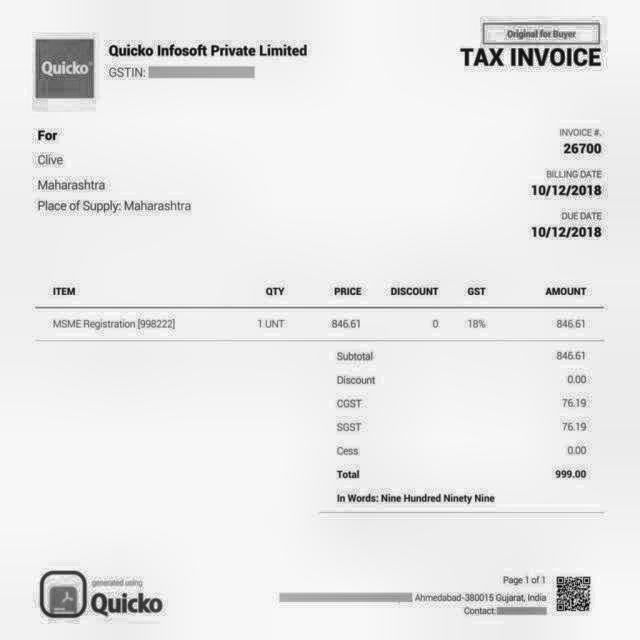 Original for Buyer
Quicko
Quicko Infosoft Private Limited
TAX INVOICE
GSTIN:
For
Clive
Maharashtra
Place of Supply: Maharashtra
INVOICE #.
26700
BILLING DATE
10/12/2018
DUE DATE
10/12/2018
ITEM QTY PRICE DISCOUNT GST AMOUNT
MSME Registration [998222] 1 UNT 846.61 0 18% 846.61
Subtotal 846.61
Discount 0.00
CGST 76.19
SGST 76.19
Cess 0.00
Total 999.00
In Words: Nine Hundred Ninety Nine
generated using
Quicko
Page 1 of 1
Ahmedabad-380015 Gujarat, India
Contact: